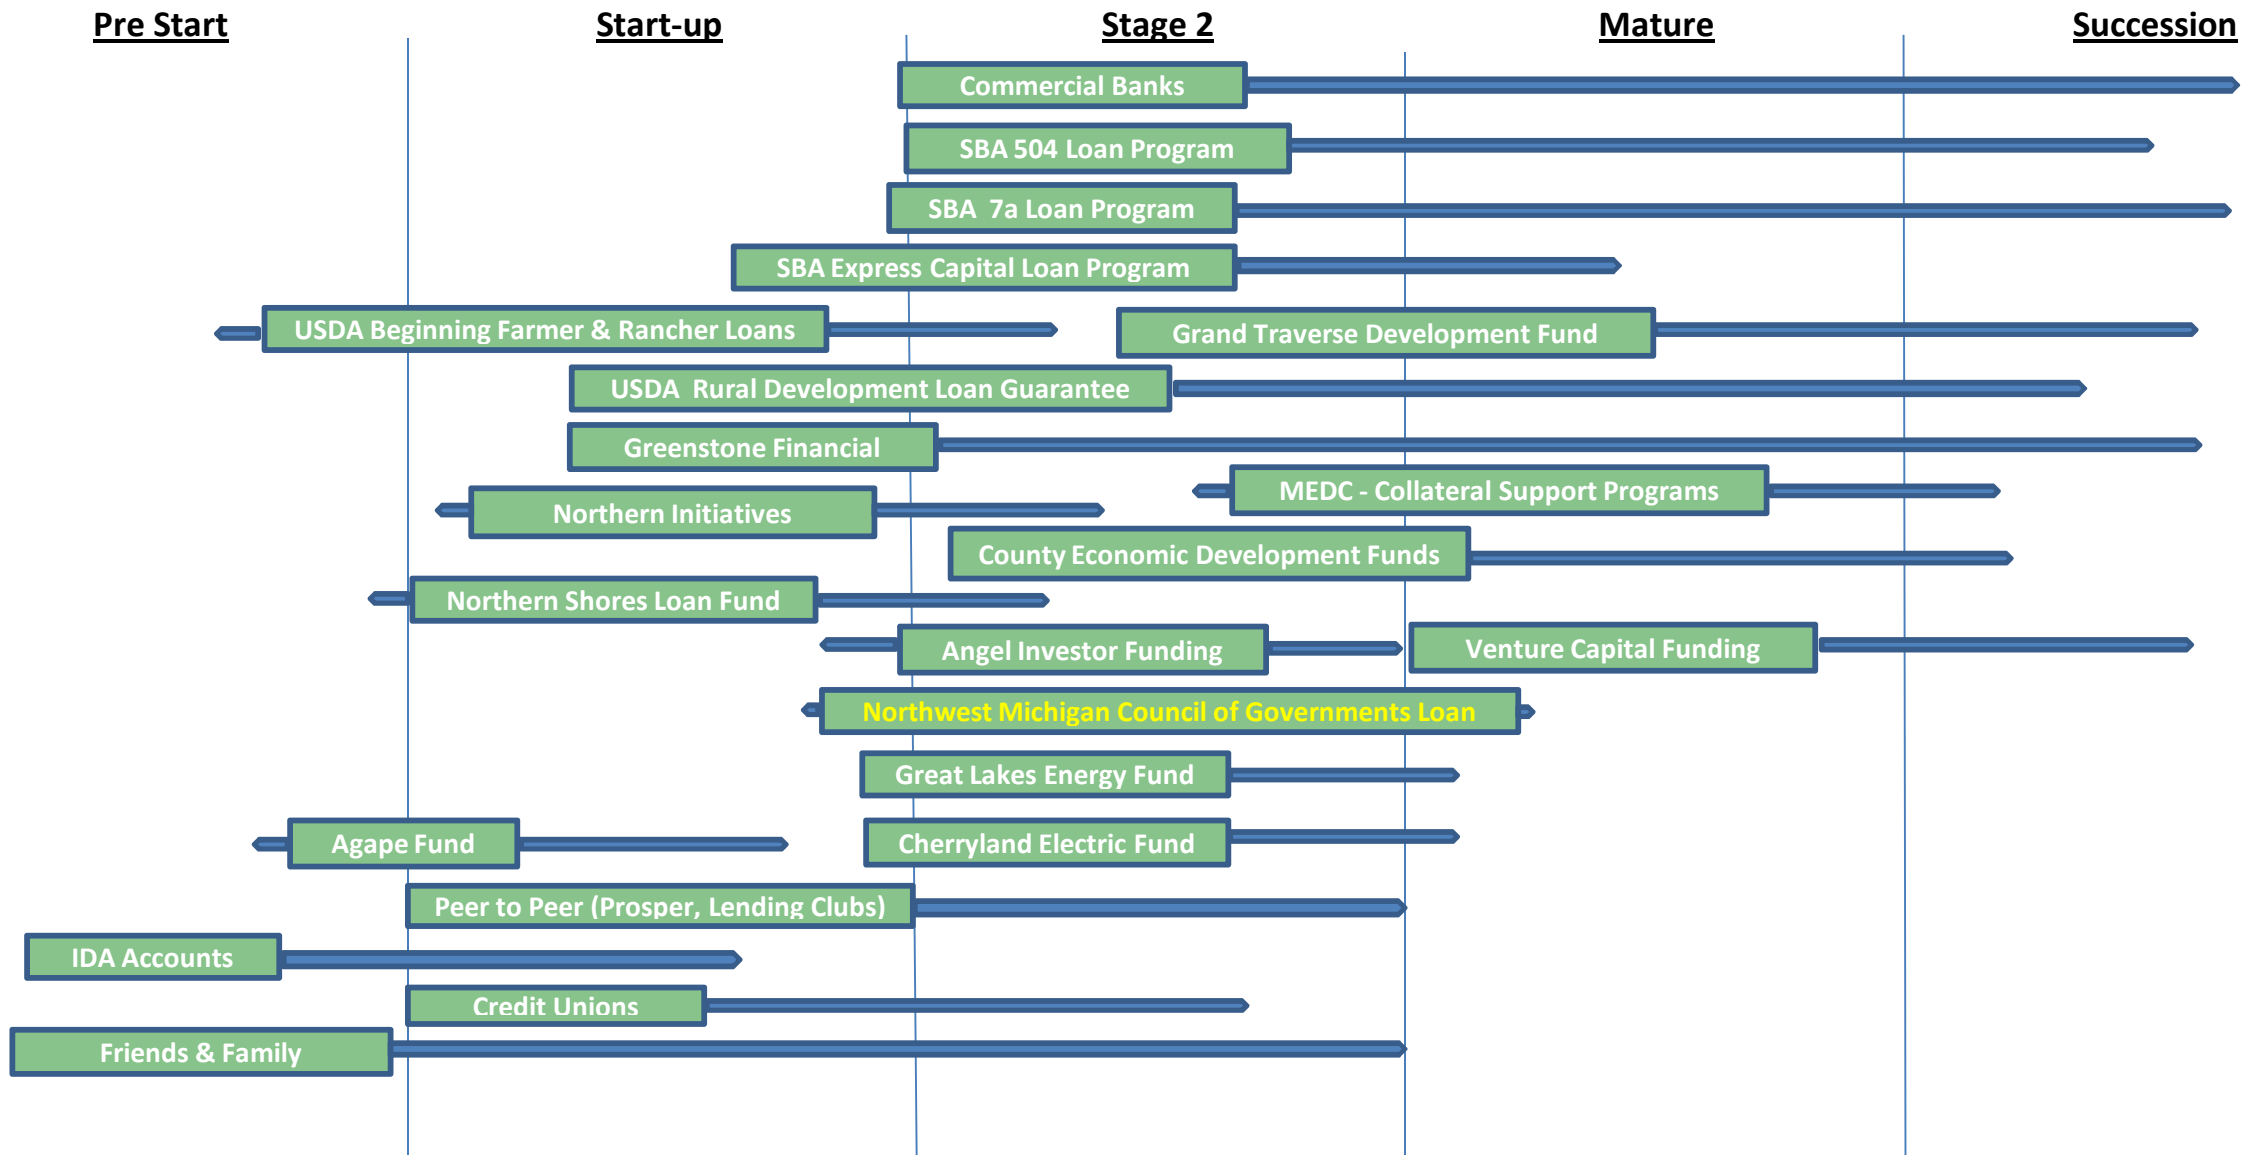 Pre Start
Start-up
Stage 2
Mature
Succession
Commercial Banks
SBA 504 Loan Program
SBA  7a Loan Program
SBA Express Capital Loan Program
USDA Beginning Farmer & Rancher Loans
Grand Traverse Development Fund
USDA  Rural Development Loan Guarantee
Greenstone Financial
MEDC - Collateral Support Programs
Northern Initiatives
County Economic Development Funds
Northern Shores Loan Fund
Angel Investor Funding
Venture Capital Funding
Northwest Michigan Council of Governments Loan
Great Lakes Energy Fund
Agape Fund
Cherryland Electric Fund
Peer to Peer (Prosper, Lending Clubs)
IDA Accounts
Credit Unions
Friends & Family